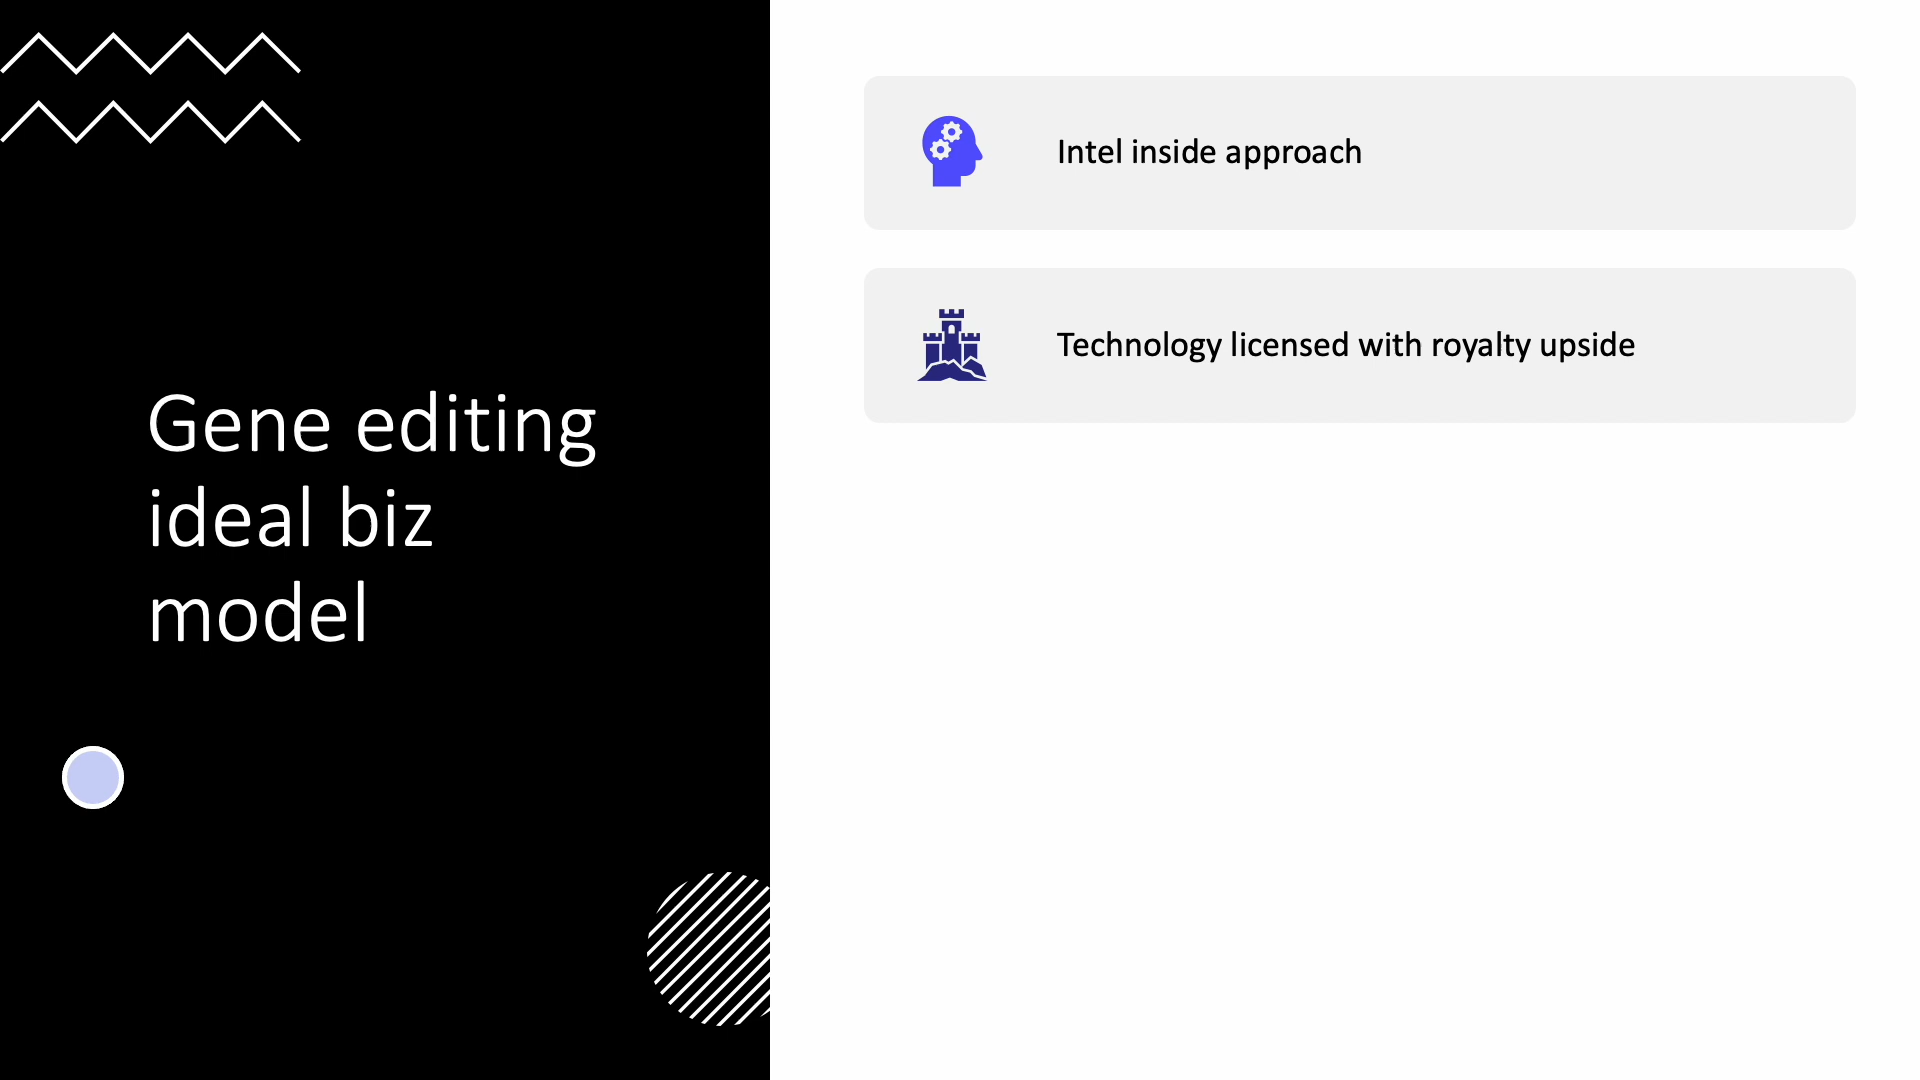 Gene editing
ideal biz
model
Intel inside approach
Technology licensed with royalty upside